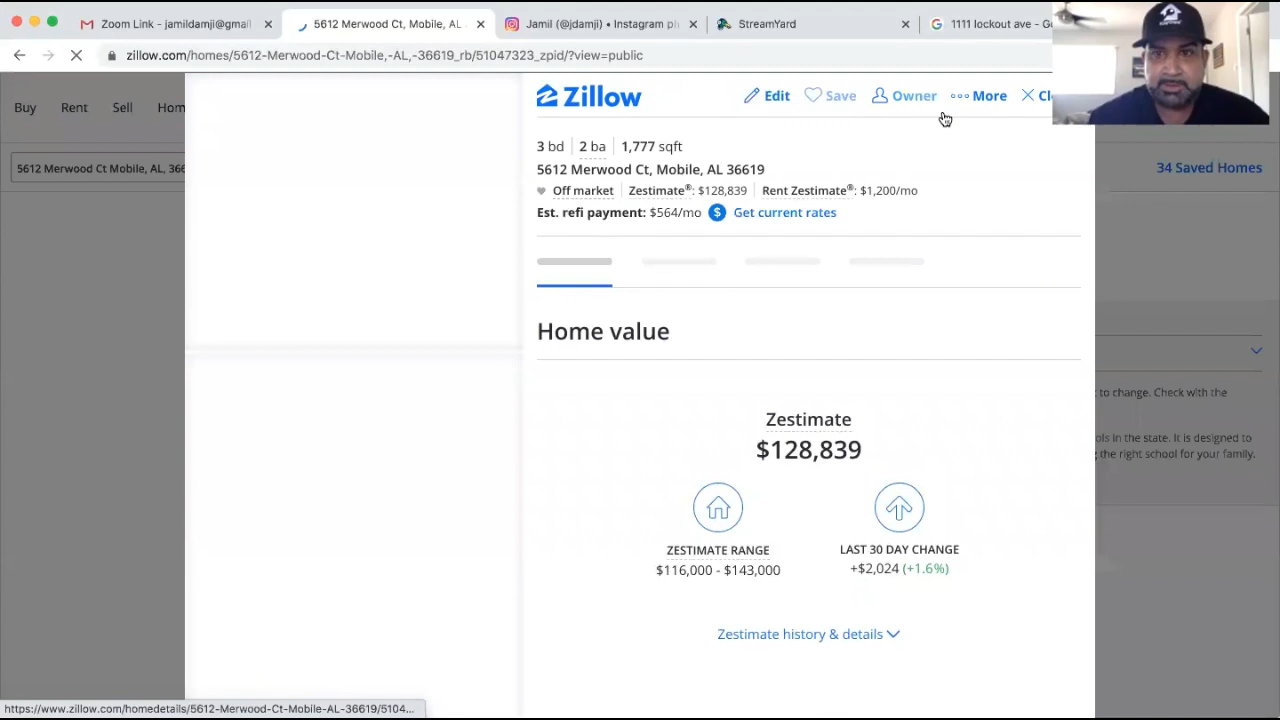 Zoom Link - jamildamji@gmail
5612 Merwood Ct, Mobile, AL
Jamil (@jdamji) • Instagram
StreamYard
1111 lockout ave -
zillow.com/homes/5612-Merwood-Ct-Mobile,-AL,-36619_rb/51047323_zpid/?view=public
Buy Rent Sell
Zillow
Edit Save Owner More
5612 Merwood Ct Mobile, AL,
34 Saved Homes
3 bd 2 ba 1,777 sqft
5612 Merwood Ct, Mobile, AL 36619
Off market Zestimate®: $128,839 Rent Zestimate®: $1,200/mo
Est. refi payment: $564/mo $ Get current rates
Home value
Zestimate
$128,839
ZESTIMATE RANGE
$116,000 - $143,000
LAST 30 DAY CHANGE
+$2,024 (+1.6%)
Zestimate history & details
to change. Check with the
in the state. It is designed to
the right school for your family.
https://www.zillow.com/homedetails/5612-Merwood-Ct-Mobile-AL-36619/5104...